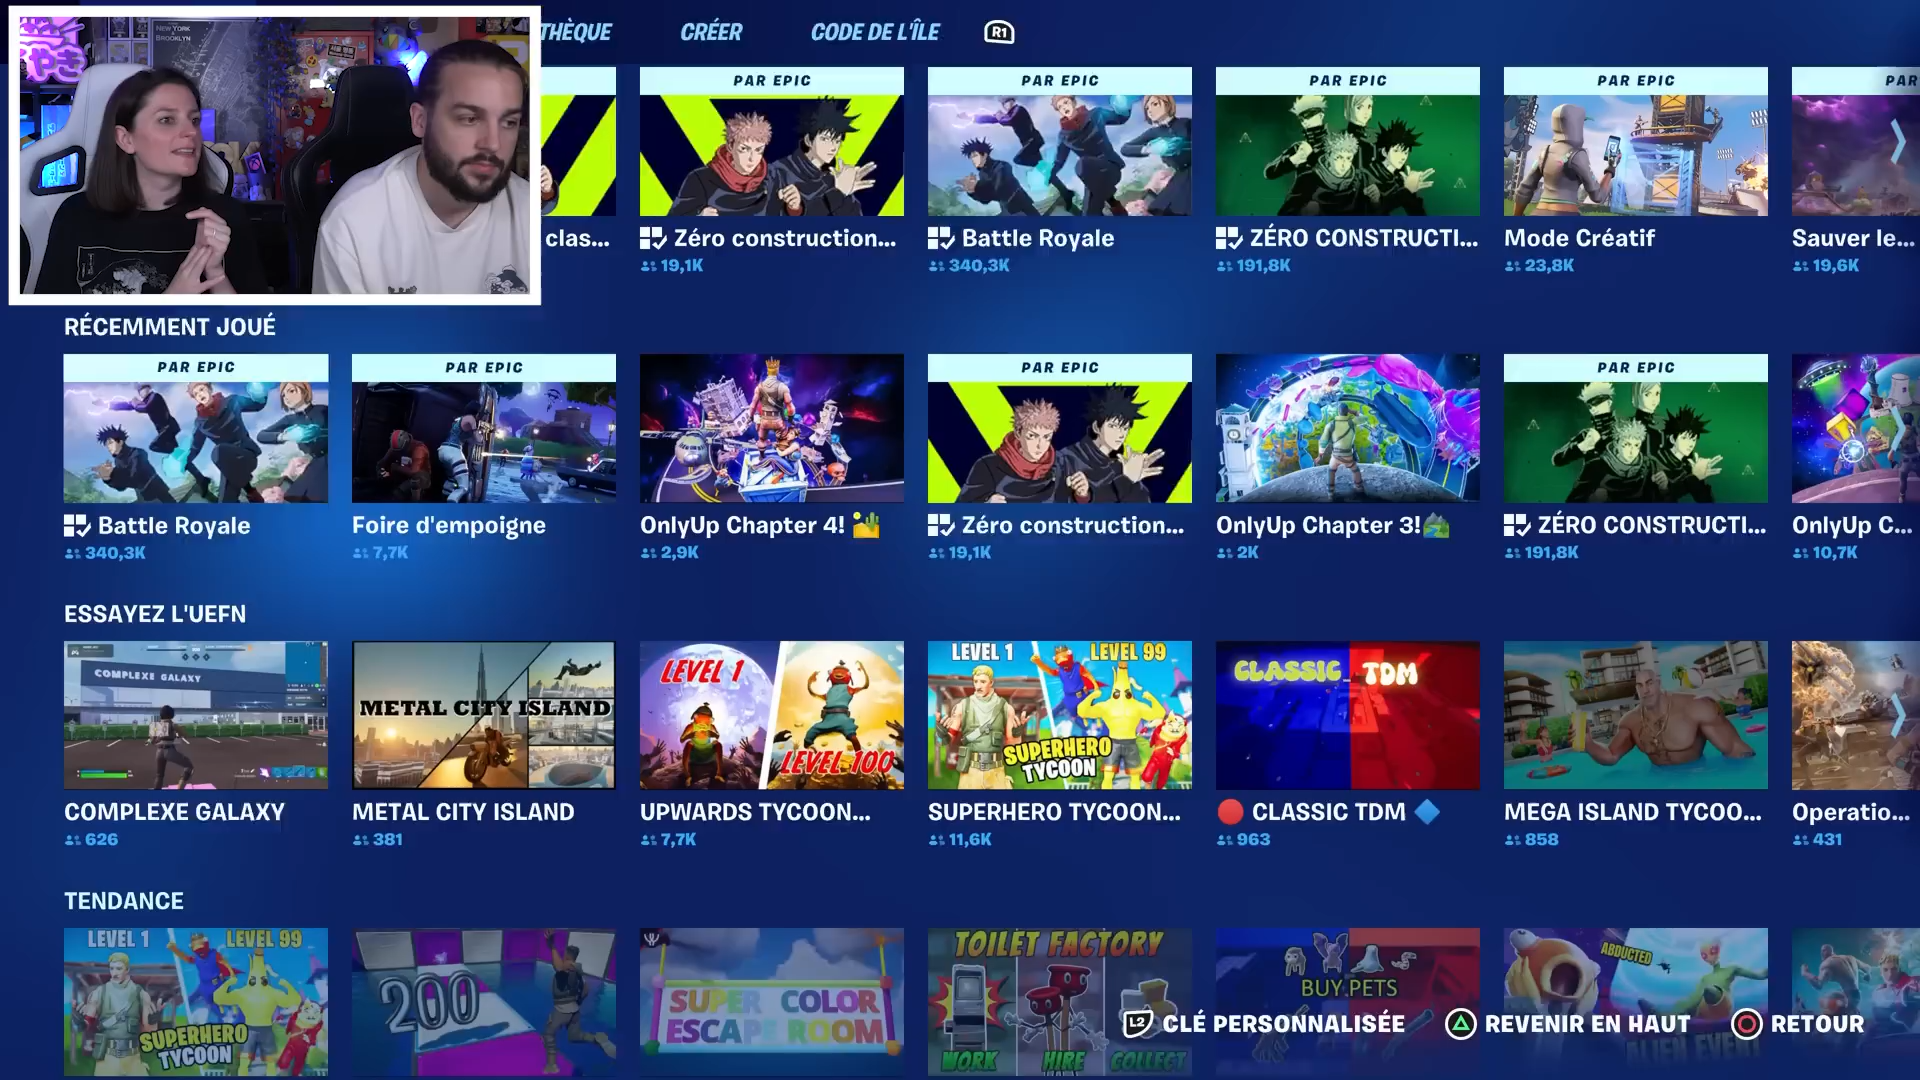 NEW YORK
BROOKLYN
THÈQUE
CRÉER
CODE DE L'ÎLE
R1
PAR EPIC
PAR EPIC
PAR EPIC
PAR EPIC
PAR
clas...
Zéro construction...
Battle Royale
ZÉRO CONSTRUCTI...
Mode Créatif
Sauver le...
19,1K
340,3K
191,8K
23,8K
19,6K
RÉCEMMENT JOUÉ
PAR EPIC
PAR EPIC
PAR EPIC
PAR EPIC
Battle Royale
Foire d'empoigne
OnlyUp Chapter 4! 🏜️
Zéro construction...
OnlyUp Chapter 3!🏞️
ZÉRO CONSTRUCTI...
OnlyUp C...
340,3K
7,7K
2,9K
19,1K
2K
191,8K
10,7K
ESSAYEZ L'UEFN
COMPLEXE GALAXY
METAL CITY ISLAND
LEVEL 1
LEVEL 100
LEVEL 1
LEVEL 99
SUPERHERO
TYCOON
CLASSIC TDM
COMPLEXE GALAXY
METAL CITY ISLAND
UPWARDS TYCOON...
SUPERHERO TYCOON...
🔴 CLASSIC TDM 🔷
MEGA ISLAND TYCOO...
Operatio...
626
381
7,7K
11,6K
963
858
431
TENDANCE
LEVEL 1
LEVEL 99
SUPERHERO
TYCOON
200
SUPER COLOR
ESCAPE ROOM
TOILET FACTORY
WORK
HIRE
COLLECT
BUY PETS
ABDUCTED
ALIEN EVENT
L2
CLÉ PERSONNALISÉE
REVENIR EN HAUT
RETOUR